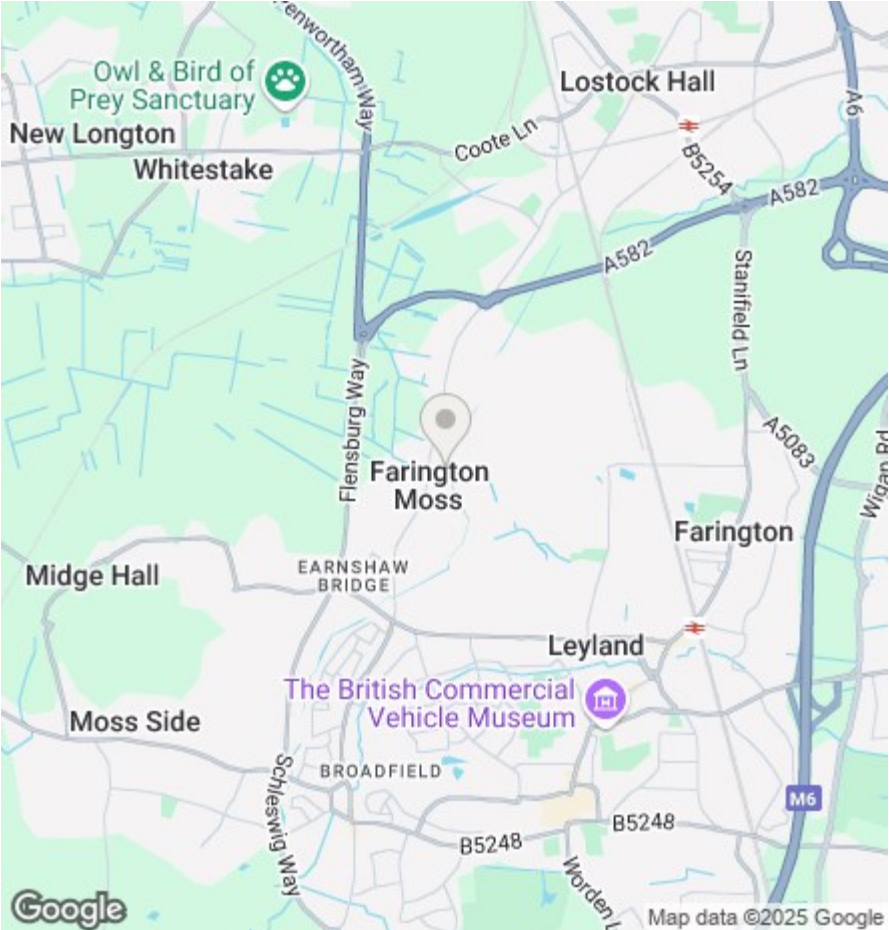 Penwortham Way
Owl & Bird of
Prey Sanctuary
Lostock Hall
A6
New Longton
Coote Ln
Whitestake
B5254
A582
A582
Stanifield Ln
Flensburg Way
A5083
Wigan Rd
Farington
Moss
Farington
EARNSHAW
BRIDGE
Midge Hall
Leyland
The British Commercial
Vehicle Museum
Moss Side
BROADFIELD
Schleswig Way
M6
B5248
B5248
Worden L
Google
Map data ©2025 Google